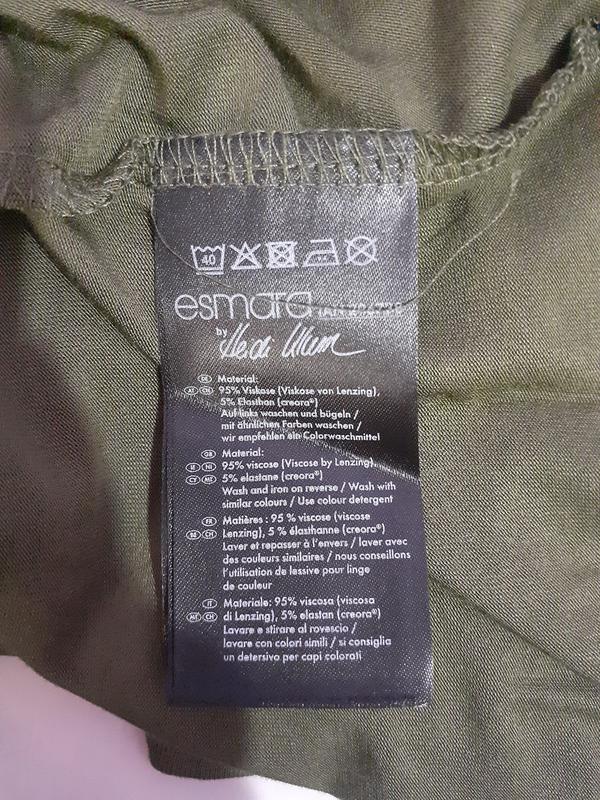 40
esmara IAN
by Heidi Klum
DE Material:
AT CH 95% Viskose (Viskose von Lenzing),
5% Elasthan (creora®)
Auf links waschen und bügeln /
mit ähnlichen Farben waschen /
wir empfehlen ein Colorwaschmittel
GB Material:
IE NI 95% viscose (Viscose by Lenzing),
CY MT 5% elastane (creora®)
Wash and iron on reverse / Wash with
similar colours / Use colour detergent
FR Matières : 95 % viscose (viscose
BE CH Lenzing), 5 % élasthanne (creora®)
Laver et repasser à l'envers / laver avec
des couleurs similaires / nous conseillons
l'utilisation de lessive pour linge
de couleur
IT Materiale: 95% viscosa (viscosa
MT CH di Lenzing), 5% elastan (creora®)
Lavare e stirare al rovescio /
lavare con colori simili / si consiglia
un detersivo per capi colorati